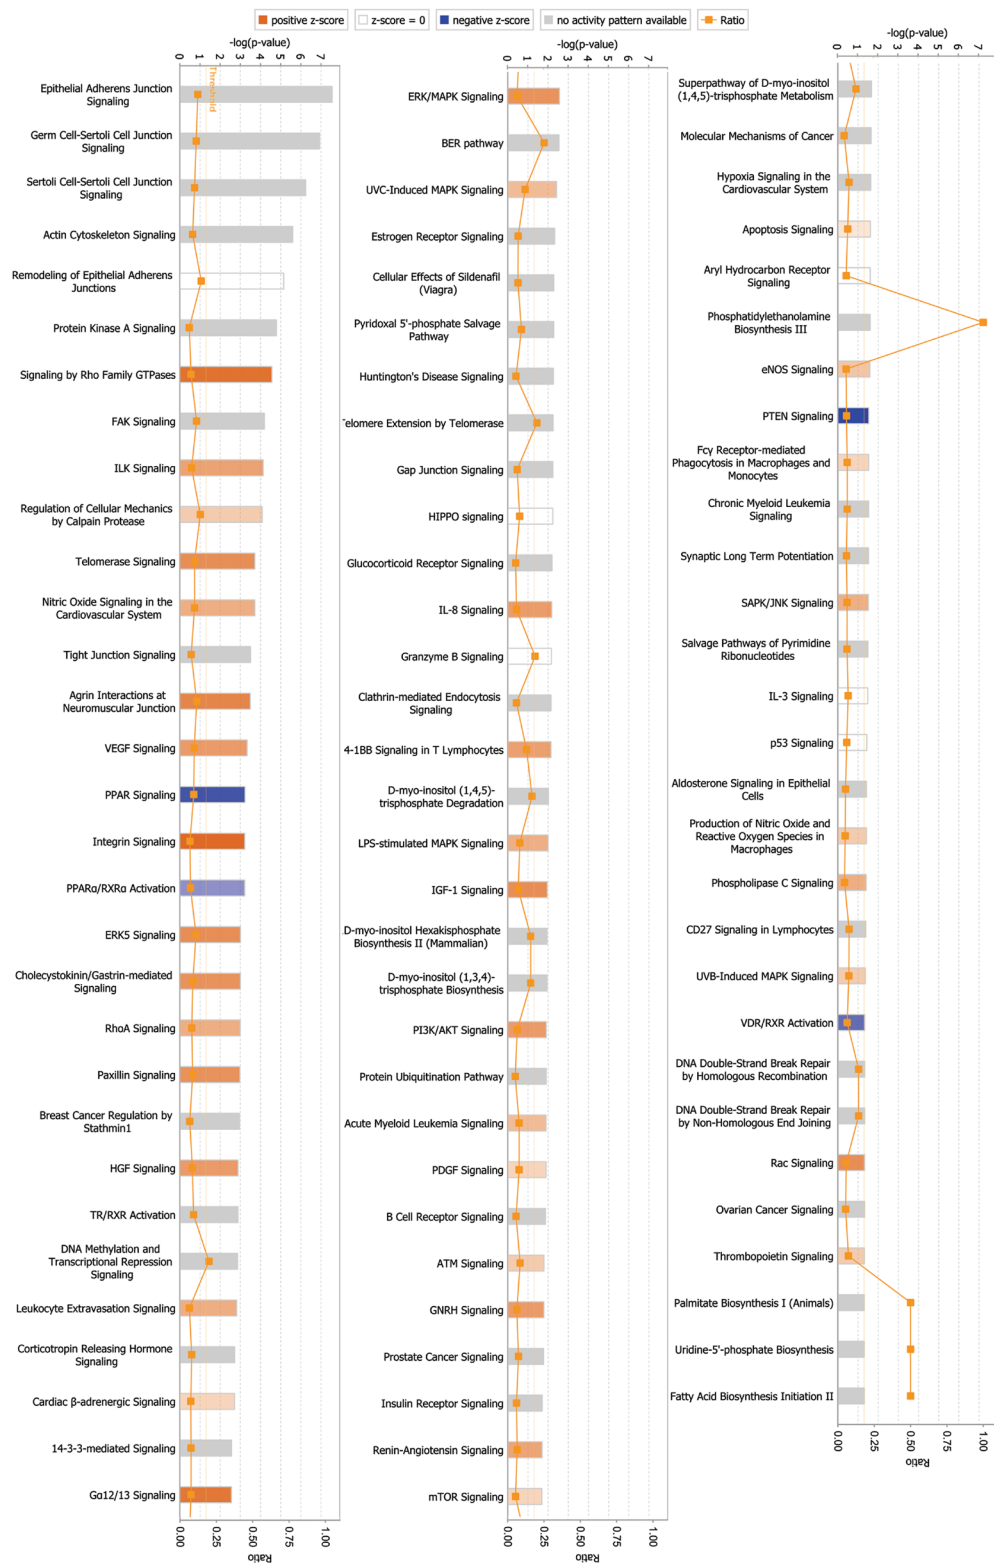 positive z-score
z-score = 0
negative z-score
no activity pattern available
Ratio
-log(p-value)
0 1 2 3 4 5 6 7
Threshold
Epithelial Adherens Junction
Signaling
Germ Cell-Sertoli Cell Junction
Signaling
Sertoli Cell-Sertoli Cell Junction
Signaling
Actin Cytoskeleton Signaling
Remodeling of Epithelial Adherens
Junctions
Protein Kinase A Signaling
Signaling by Rho Family GTPases
FAK Signaling
ILK Signaling
Regulation of Cellular Mechanics
by Calpain Protease
Telomerase Signaling
Nitric Oxide Signaling in the
Cardiovascular System
Tight Junction Signaling
Agrin Interactions at
Neuromuscular Junction
VEGF Signaling
PPAR Signaling
Integrin Signaling
PPARα/RXRα Activation
ERK5 Signaling
Cholecystokinin/Gastrin-mediated
Signaling
RhoA Signaling
Paxillin Signaling
Breast Cancer Regulation by
Stathmin1
HGF Signaling
TR/RXR Activation
DNA Methylation and
Transcriptional Repression
Signaling
Leukocyte Extravasation Signaling
Corticotropin Releasing Hormone
Signaling
Cardiac β-adrenergic Signaling
14-3-3-mediated Signaling
Gα12/13 Signaling
0.00 0.25 0.50 0.75 1.00
Ratio
-log(p-value)
0 1 2 3 4 5 6 7
ERK/MAPK Signaling
BER pathway
UVC-Induced MAPK Signaling
Estrogen Receptor Signaling
Cellular Effects of Sildenafil
(Viagra)
Pyridoxal 5'-phosphate Salvage
Pathway
Huntington's Disease Signaling
Telomere Extension by Telomerase
Gap Junction Signaling
HIPPO signaling
Glucocorticoid Receptor Signaling
IL-8 Signaling
Granzyme B Signaling
Clathrin-mediated Endocytosis
Signaling
4-1BB Signaling in T Lymphocytes
D-myo-inositol (1,4,5)-
trisphosphate Degradation
LPS-stimulated MAPK Signaling
IGF-1 Signaling
D-myo-inositol Hexakisphosphate
Biosynthesis II (Mammalian)
D-myo-inositol (1,3,4)-
trisphosphate Biosynthesis
PI3K/AKT Signaling
Protein Ubiquitination Pathway
Acute Myeloid Leukemia Signaling
PDGF Signaling
B Cell Receptor Signaling
ATM Signaling
GNRH Signaling
Prostate Cancer Signaling
Insulin Receptor Signaling
Renin-Angiotensin Signaling
mTOR Signaling
0.00 0.25 0.50 0.75 1.00
Ratio
-log(p-value)
0 1 2 3 4 5 6 7
Superpathway of D-myo-inositol
(1,4,5)-trisphosphate Metabolism
Molecular Mechanisms of Cancer
Hypoxia Signaling in the
Cardiovascular System
Apoptosis Signaling
Aryl Hydrocarbon Receptor
Signaling
Phosphatidylethanolamine
Biosynthesis III
eNOS Signaling
PTEN Signaling
Fcγ Receptor-mediated
Phagocytosis in Macrophages and
Monocytes
Chronic Myeloid Leukemia
Signaling
Synaptic Long Term Potentiation
SAPK/JNK Signaling
Salvage Pathways of Pyrimidine
Ribonucleotides
IL-3 Signaling
p53 Signaling
Aldosterone Signaling in Epithelial
Cells
Production of Nitric Oxide and
Reactive Oxygen Species in
Macrophages
Phospholipase C Signaling
CD27 Signaling in Lymphocytes
UVB-Induced MAPK Signaling
VDR/RXR Activation
DNA Double-Strand Break Repair
by Homologous Recombination
DNA Double-Strand Break Repair
by Non-Homologous End Joining
Rac Signaling
Ovarian Cancer Signaling
Thrombopoietin Signaling
Palmitate Biosynthesis I (Animals)
Uridine-5'-phosphate Biosynthesis
Fatty Acid Biosynthesis Initiation II
0.00 0.25 0.50 0.75 1.00
Ratio